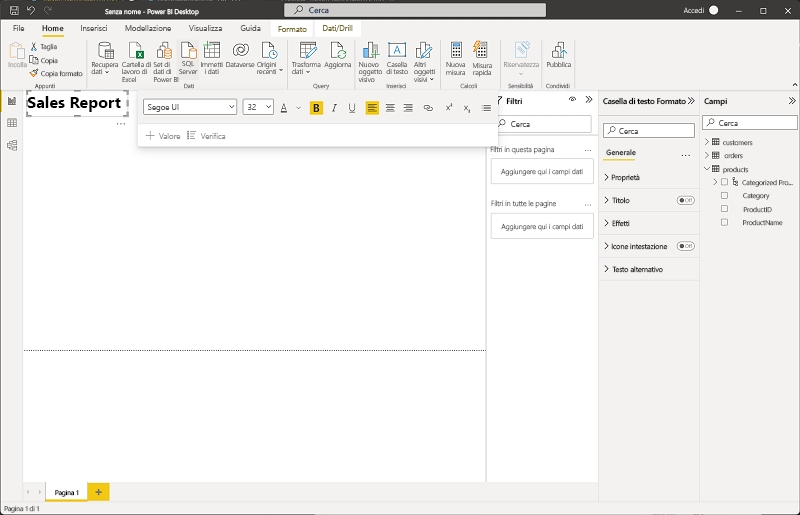 Senza nome - Power BI Desktop
Cerca
Accedi
File Home Inserisci Modellazione Visualizza Guida Formato Dati/Drill
Incolla
Taglia
Copia
Copia formato
Appunti
Recupera dati
Cartella di lavoro di Excel
Set di dati di Power BI
SQL Server
Immetti i dati
Dataverse
Origini recenti
Dati
Trasforma dati
Aggiorna
Query
Nuovo oggetto visivo
Casella di testo
Altri oggetti visivi
Inserisci
Nuova misura
Misura rapida
Calcoli
Riservatezza
Sensibilità
Pubblica
Condividi
Sales Report
Segoe UI 32 A B I U
Valore Verifica
Filtri
Cerca
Filtri in questa pagina
Aggiungere qui i campi dati
Filtri in tutte le pagine
Aggiungere qui i campi dati
Casella di testo Formato
Cerca
Generale
Proprietà
Titolo Off
Effetti
Icone intestazione Off
Testo alternativo
Campi
Cerca
customers
orders
products
Categorized Pro...
Category
ProductID
ProductName
Pagina 1
Pagina 1 di 1